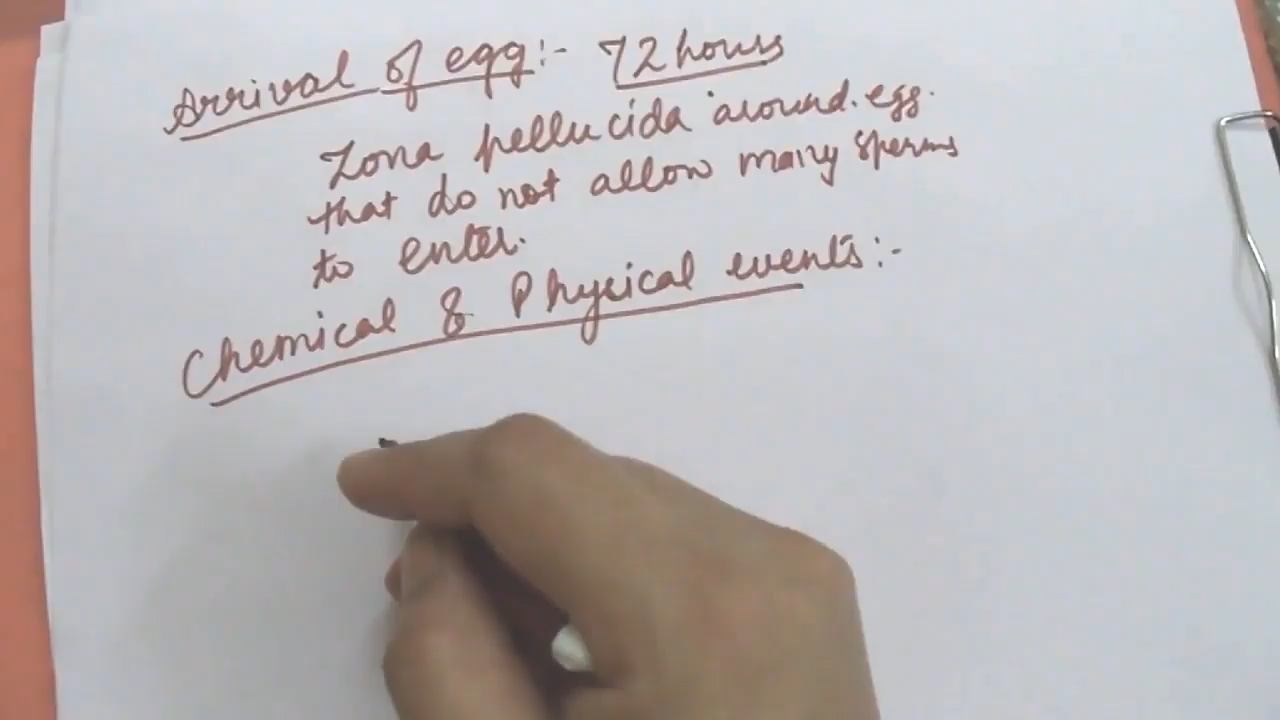 Arrival of egg:- 72 hours
Zona pellucida around.egg.
that do not allow many sperms
to enter.
Chemical & Physical events:-